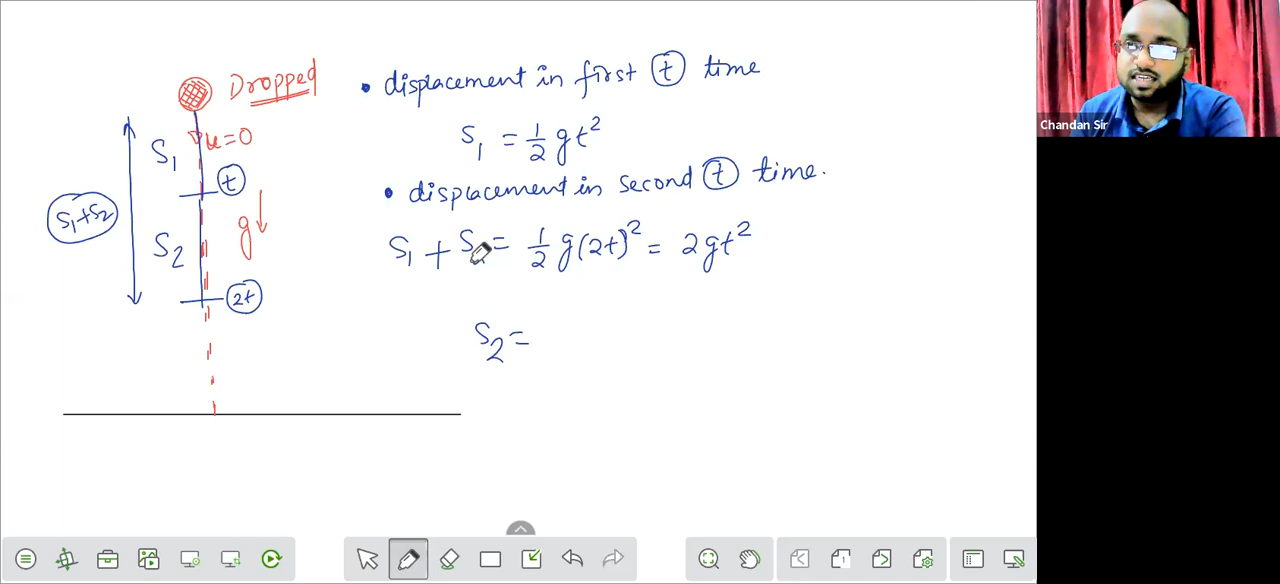 Dropped
• displacement in first t time
u=0
S₁
S₁ = ½ gt²
t
• displacement in second t time.
S₁+S₂
g
S₂
S₁ + S = ½ g(2t)² = 2gt²
2t
S₂ =
Chandan Sir
1